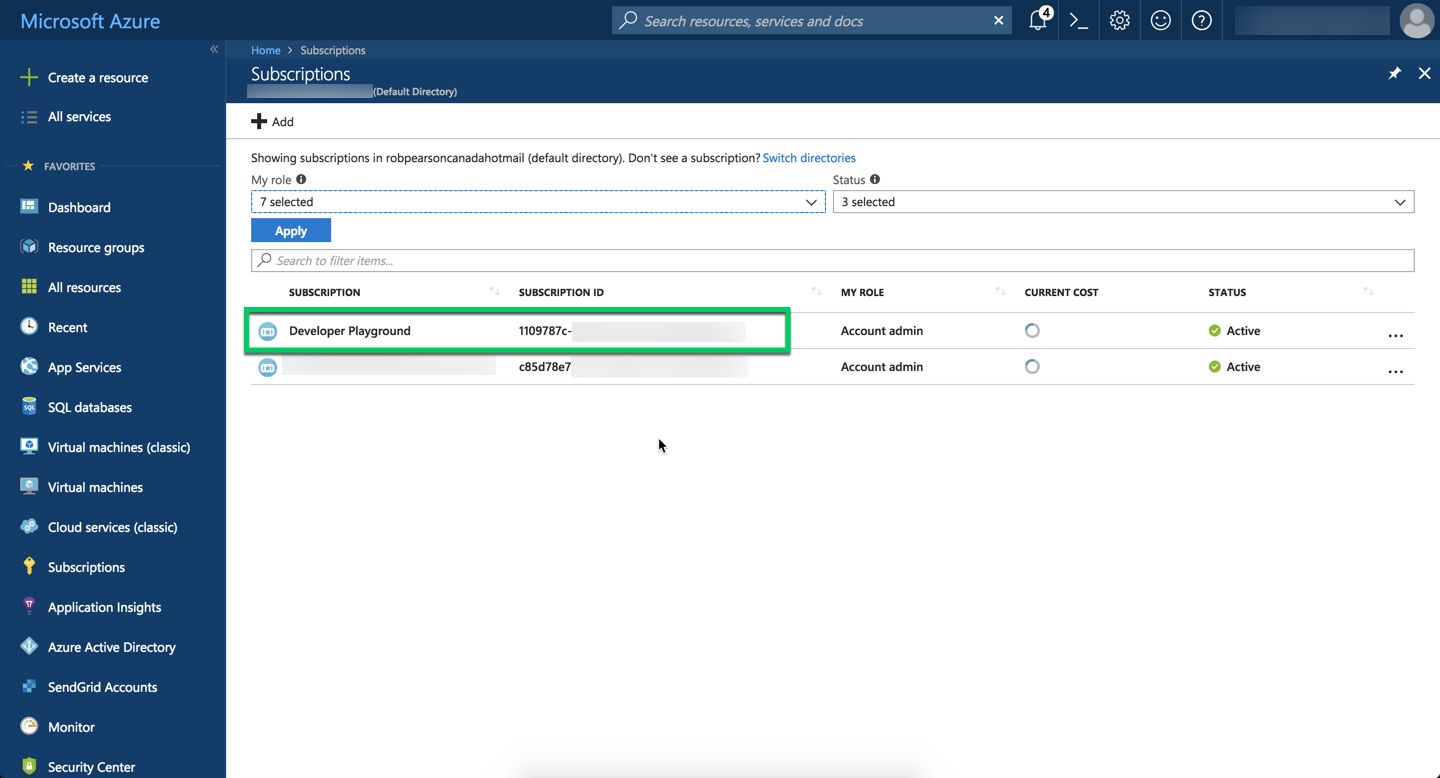 Microsoft Azure
Search resources, services and docs
4
Create a resource
All services
FAVORITES
Dashboard
Resource groups
All resources
Recent
App Services
SQL databases
Virtual machines (classic)
Virtual machines
Cloud services (classic)
Subscriptions
Application Insights
Azure Active Directory
SendGrid Accounts
Monitor
Security Center
Home > Subscriptions
Subscriptions
(Default Directory)
Add
Showing subscriptions in robpearsoncanadahotmail (default directory). Don't see a subscription? Switch directories
My role Status
7 selected 3 selected
Apply
Search to filter items...
SUBSCRIPTION SUBSCRIPTION ID MY ROLE CURRENT COST STATUS
Developer Playground 1109787c- Account admin Active ...
c85d78e7 Account admin Active ...